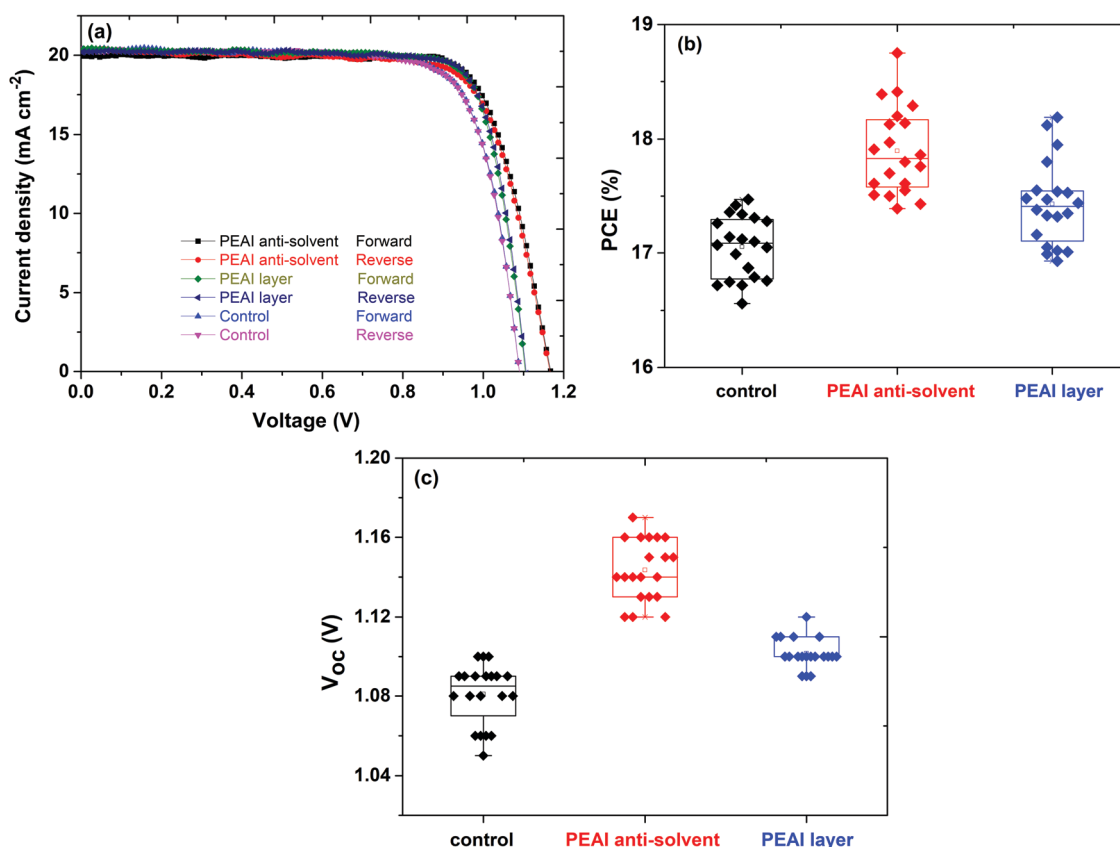 (a)
Current density (mA cm⁻²)
20
15
10
5
0
PEAI anti-solvent Forward
PEAI anti-solvent Reverse
PEAI layer Forward
PEAI layer Reverse
Control Forward
Control Reverse
0.0 0.2 0.4 0.6 0.8 1.0 1.2
Voltage (V)
(b)
PCE (%)
19
18
17
16
control PEAI anti-solvent PEAI layer
(c)
Voc (V)
1.20
1.16
1.12
1.08
1.04
control PEAI anti-solvent PEAI layer